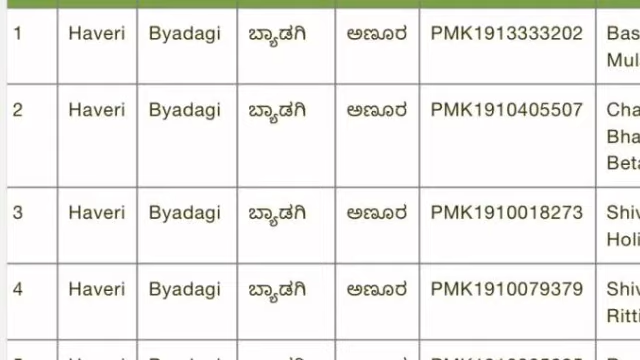 1 Haveri Byadagi ಬ್ಯಾಡಗಿ ಅಣೂರ PMK1913333202 Bas
Mul
2 Haveri Byadagi ಬ್ಯಾಡಗಿ ಅಣೂರ PMK1910405507 Cha
Bha
Beta
3 Haveri Byadagi ಬ್ಯಾಡಗಿ ಅಣೂರ PMK1910018273 Shiv
Holi
4 Haveri Byadagi ಬ್ಯಾಡಗಿ ಅಣೂರ PMK1910079379 Shiv
Ritti